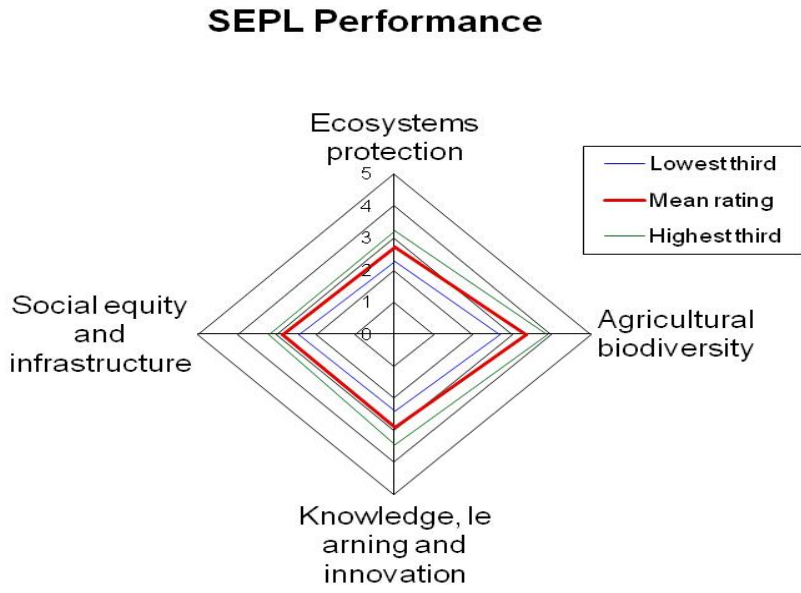 SEPL Performance
Ecosystems
protection
5
4
3
2
1
0
Lowest third
Mean rating
Highest third
Social equity
and
infrastructure
Agricultural
biodiversity
Knowledge, le
arning and
innovation